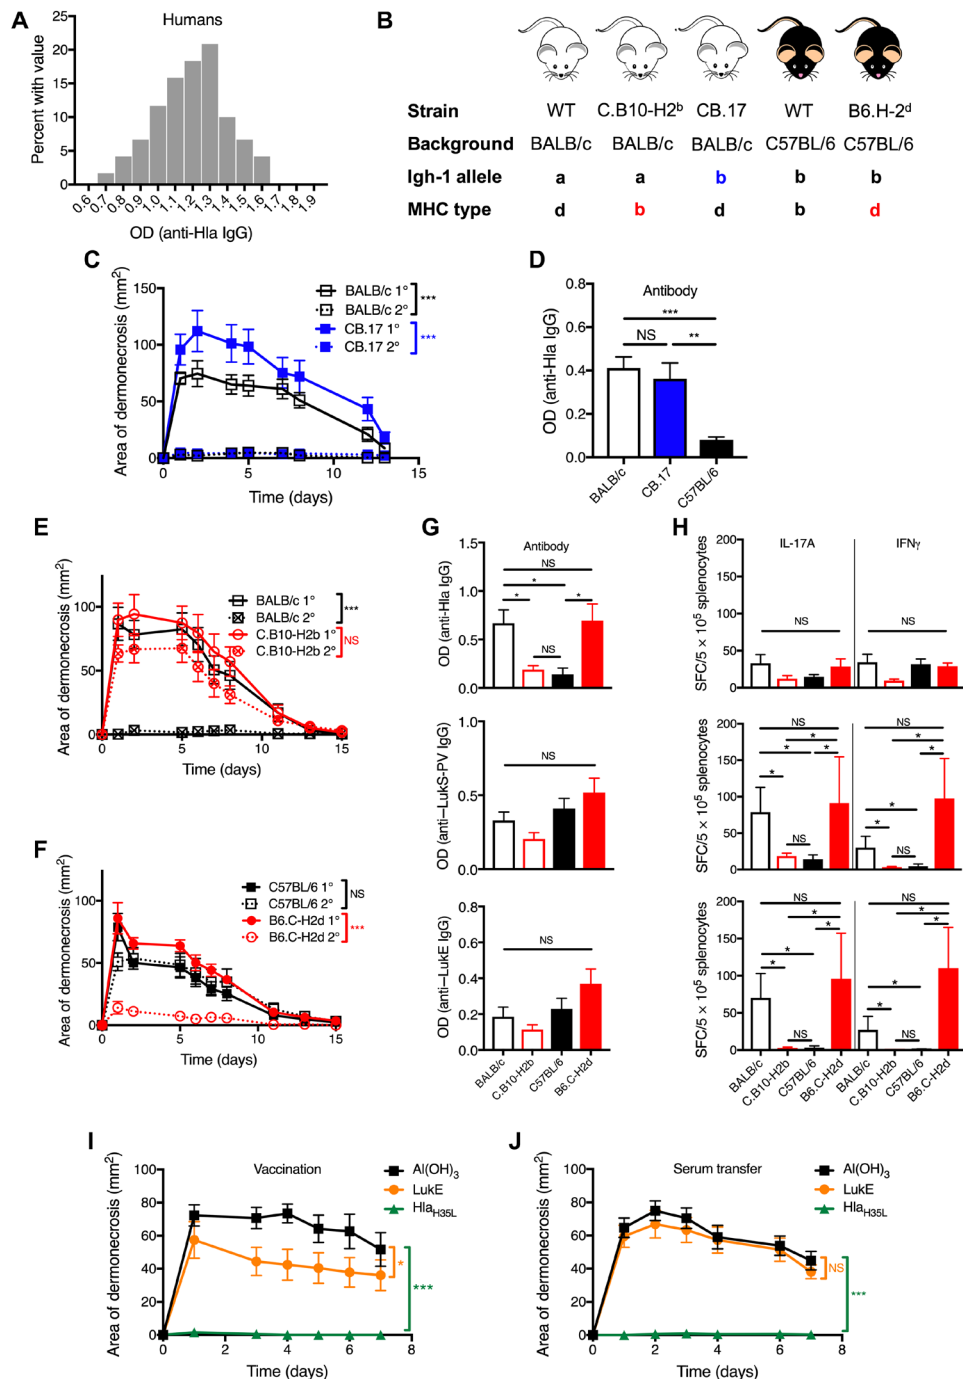 A
Humans
Percent with value
25
20
15
10
5
0
0.6
0.7
0.8
0.9
1.0
1.1
1.2
1.3
1.4
1.5
1.6
1.7
1.8
1.9
OD (anti-Hla IgG)
B
Strain WT C.B10-H2ᵇ CB.17 WT B6.H-2ᵈ
Background BALB/c BALB/c BALB/c C57BL/6 C57BL/6
Igh-1 allele a a b b b
MHC type d b d b d
C
Area of dermonecrosis (mm²)
150
100
50
0
0 5 10 15
Time (days)
BALB/c 1°
BALB/c 2°
***
CB.17 1°
CB.17 2°
***
D
Antibody
OD (anti-Hla IgG)
0.8
0.6
0.4
0.2
0.0
***
NS **
BALB/c
CB.17
C57BL/6
E
Area of dermonecrosis (mm²)
100
50
0
0 5 10 15
Time (days)
BALB/c 1°
BALB/c 2°
***
C.B10-H2b 1°
C.B10-H2b 2°
NS
F
Area of dermonecrosis (mm²)
100
50
0
0 5 10 15
Time (days)
C57BL/6 1°
C57BL/6 2°
NS
B6.C-H2d 1°
B6.C-H2d 2°
***
G
Antibody
OD (anti-Hla IgG)
1.5
1.0
0.5
0.0
NS
*
* *
NS
OD (anti–LukS-PV IgG)
1.0
0.5
0.0
NS
OD (anti–LukE IgG)
0.8
0.6
0.4
0.2
0.0
NS
BALB/c
C.B10-H2b
C57BL/6
B6.C-H2d
H
IL-17A IFNγ
SFC/5 × 10⁵ splenocytes
200
150
100
50
0
NS NS
SFC/5 × 10⁵ splenocytes
200
150
100
50
0
NS NS
* *
* * *
* *
*
NS NS
SFC/5 × 10⁵ splenocytes
200
150
100
50
0
NS NS
* *
* * *
* *
*
NS NS
BALB/c
C.B10-H2b
C57BL/6
B6.C-H2d
BALB/c
C.B10-H2b
C57BL/6
B6.C-H2d
I
Vaccination
Area of dermonecrosis (mm²)
100
80
60
40
20
0
0 2 4 6 8
Time (days)
Al(OH)₃
LukE
Hla_H35L
*
***
J
Serum transfer
Area of dermonecrosis (mm²)
100
80
60
40
20
0
0 2 4 6 8
Time (days)
Al(OH)₃
LukE
Hla_H35L
NS
***